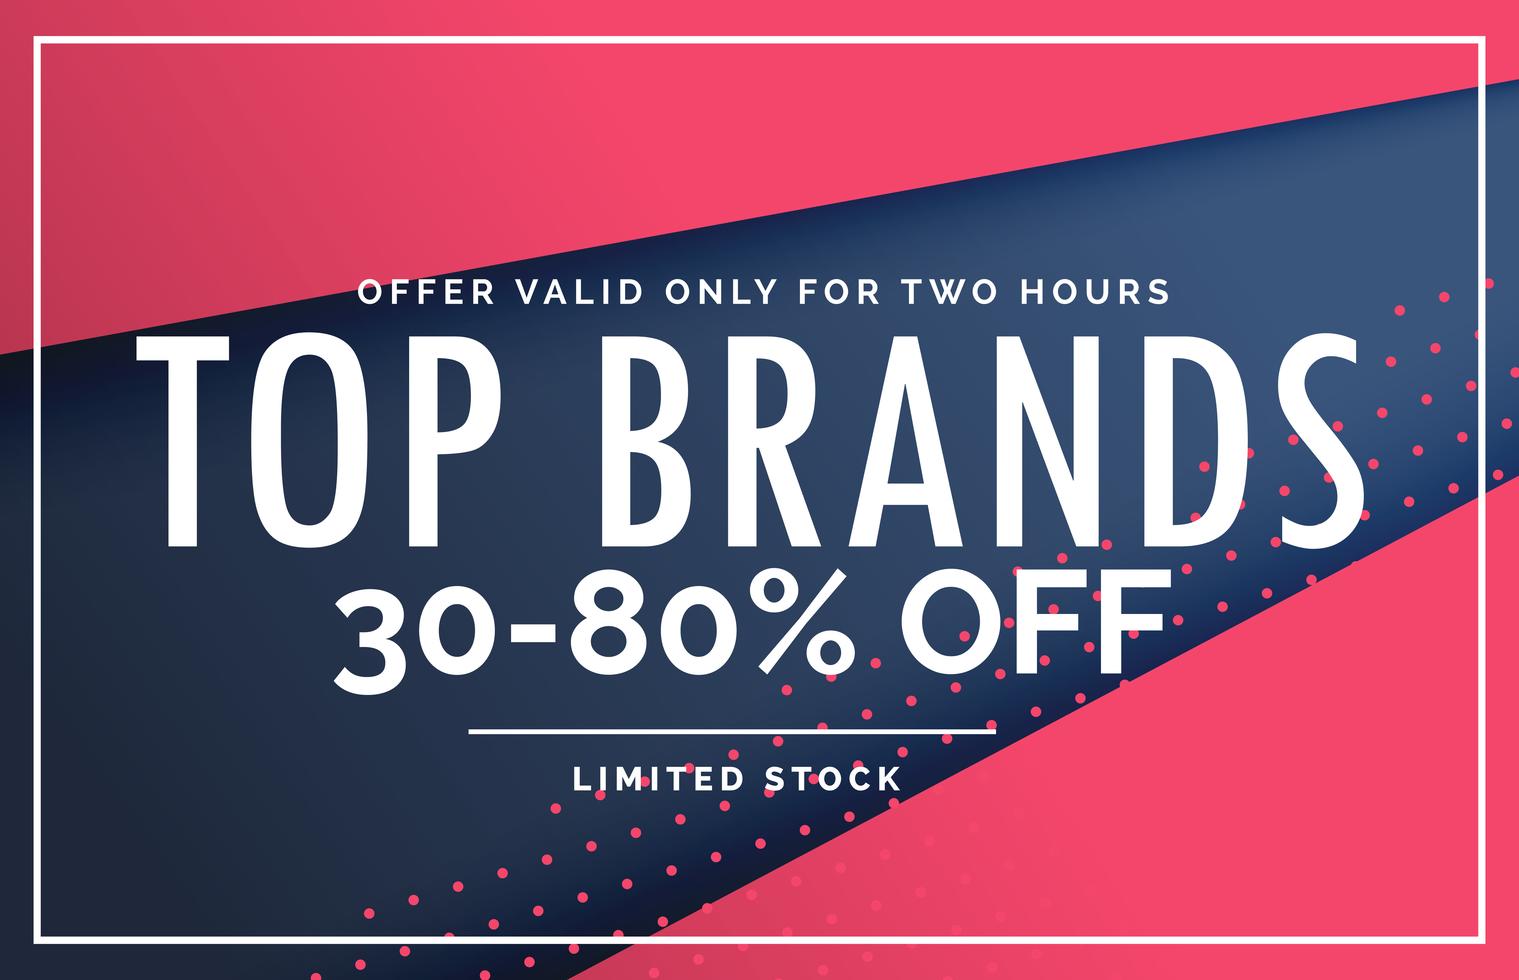 OFFER VALID ONLY FOR TWO HOURS
TOP BRANDS
30-80% OFF
LIMITED STOCK